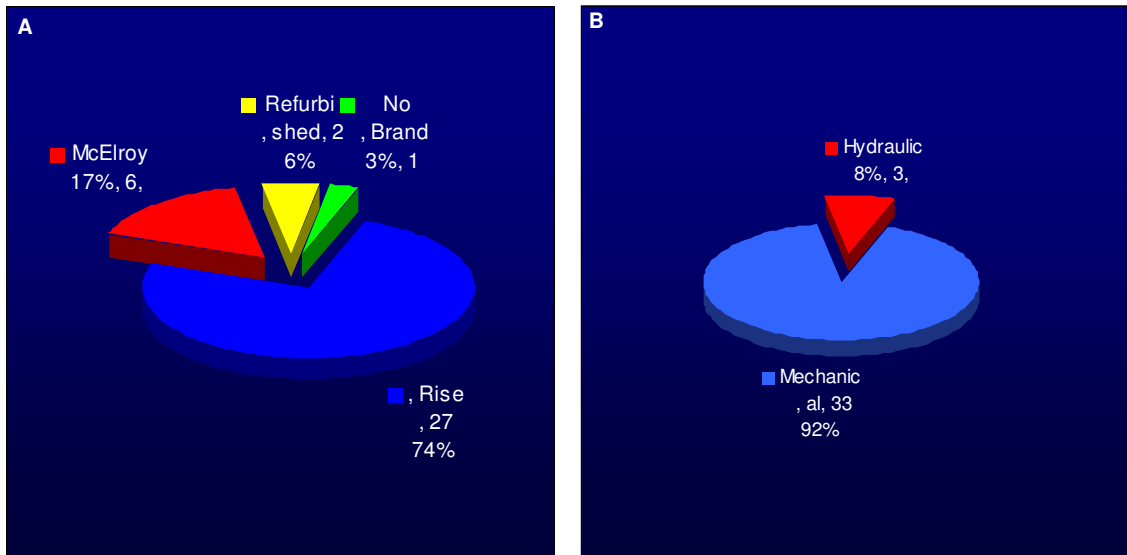 A
Refurbi
, shed, 2
6%
No
, Brand
3%, 1
McElroy
17%, 6,
, Rise
, 27
74%
B
Hydraulic
8%, 3,
Mechanic
, al, 33
92%